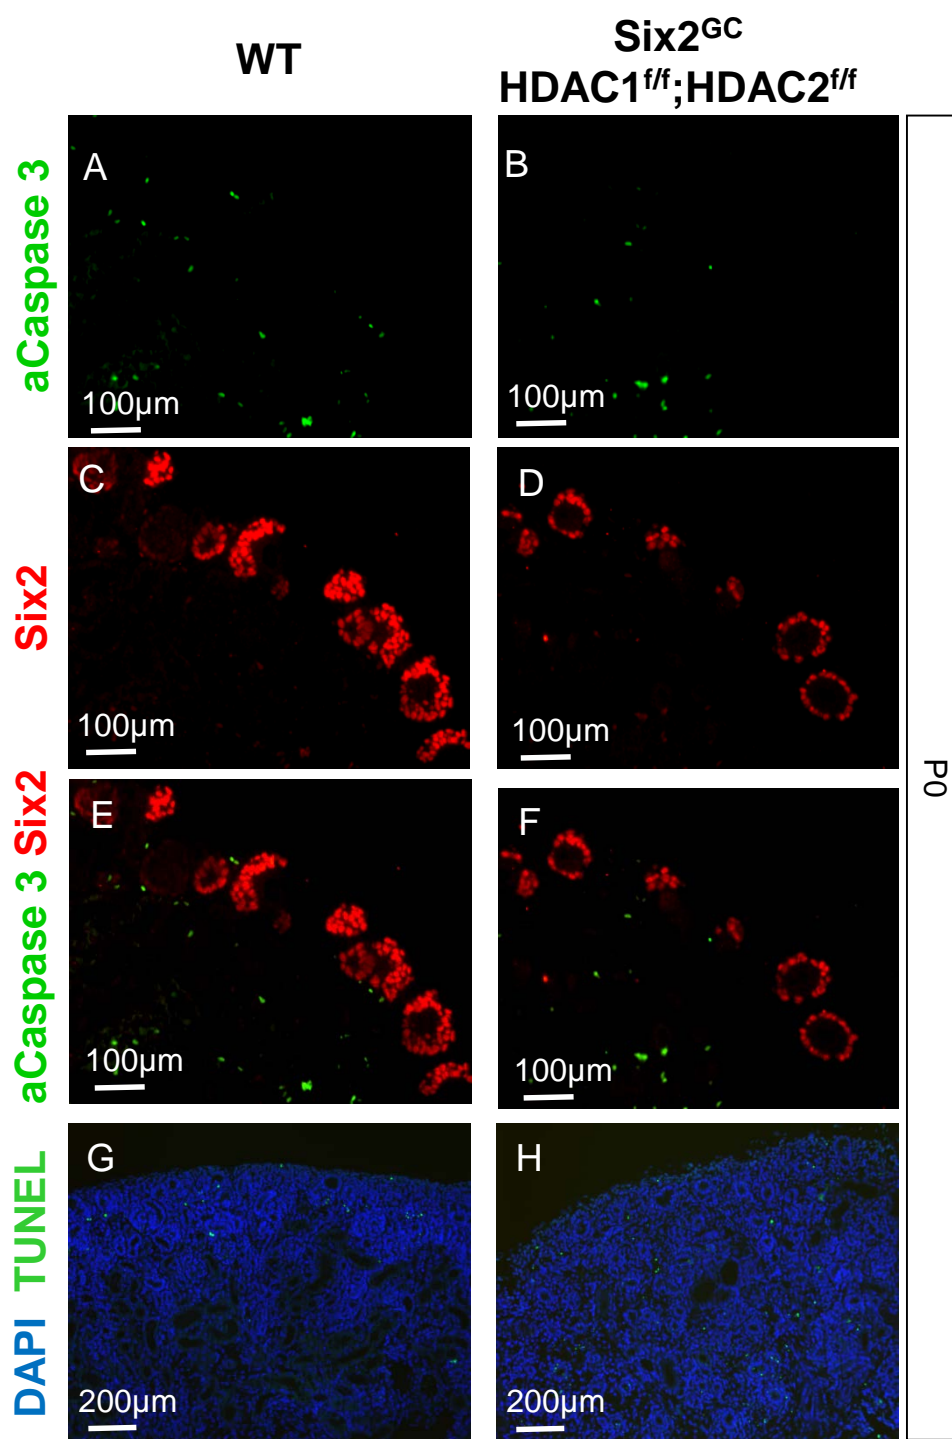 WT
Six2GC
HDAC1f/f;HDAC2f/f
aCaspase 3
A
100µm
B
100µm
Six2
C
100µm
D
100µm
aCaspase 3 Six2
E
100µm
F
100µm
DAPI TUNEL
G
200µm
H
200µm
P0